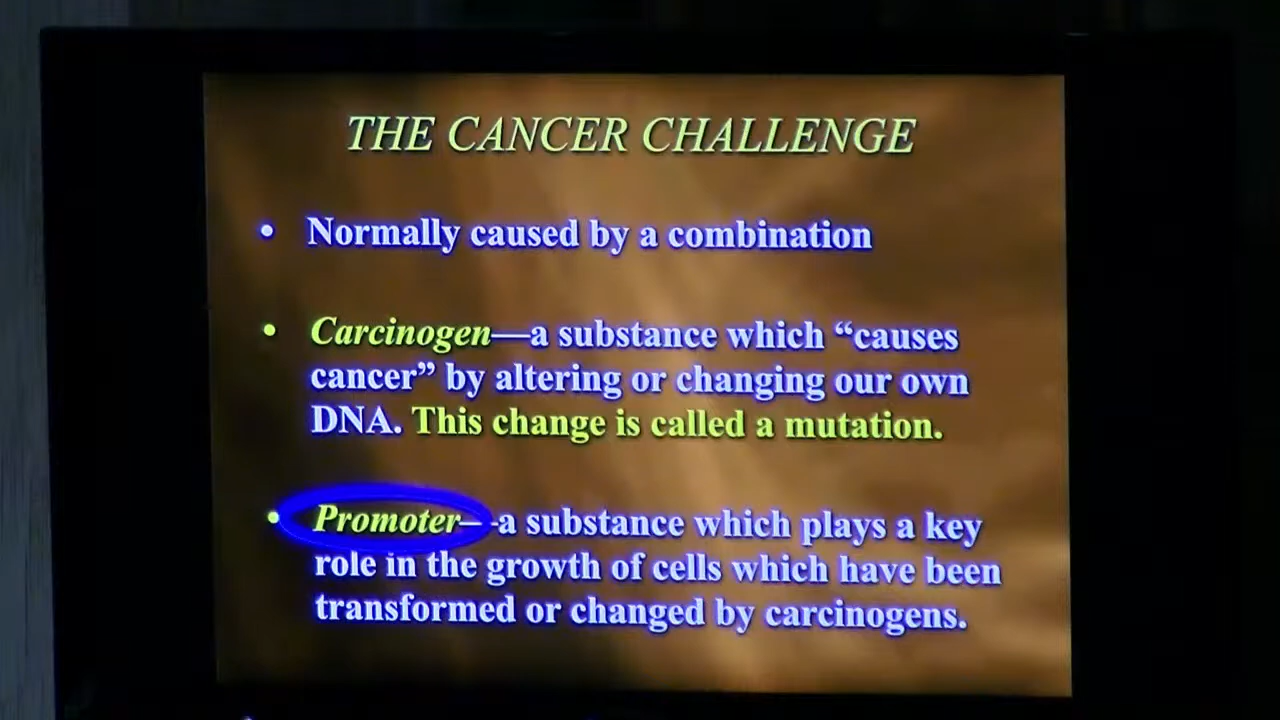 THE CANCER CHALLENGE
• Normally caused by a combination
• Carcinogen—a substance which “causes
cancer” by altering or changing our own
DNA. This change is called a mutation.
• Promoter—-a substance which plays a key
role in the growth of cells which have been
transformed or changed by carcinogens.